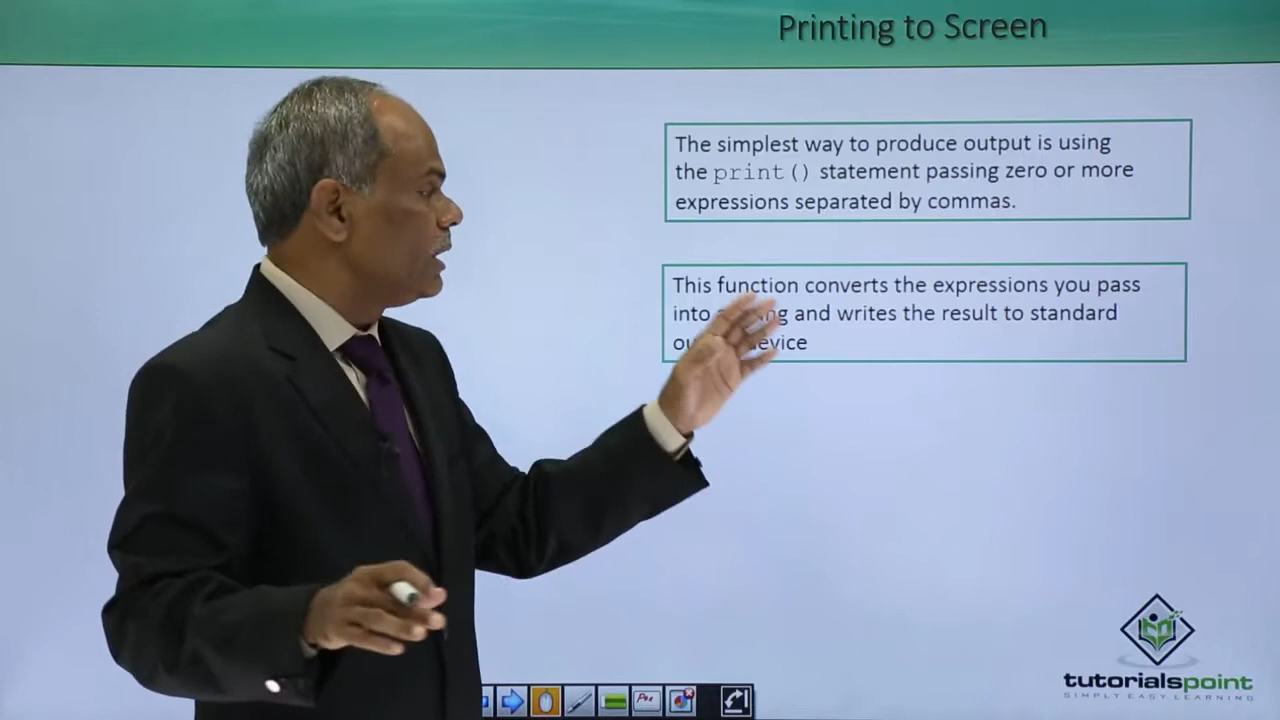 Printing to Screen
The simplest way to produce output is using
the print() statement passing zero or more
expressions separated by commas.
This function converts the expressions you pass
into and writes the result to standard
device
tutorialspoint
SIMPLY EASY LEARNING